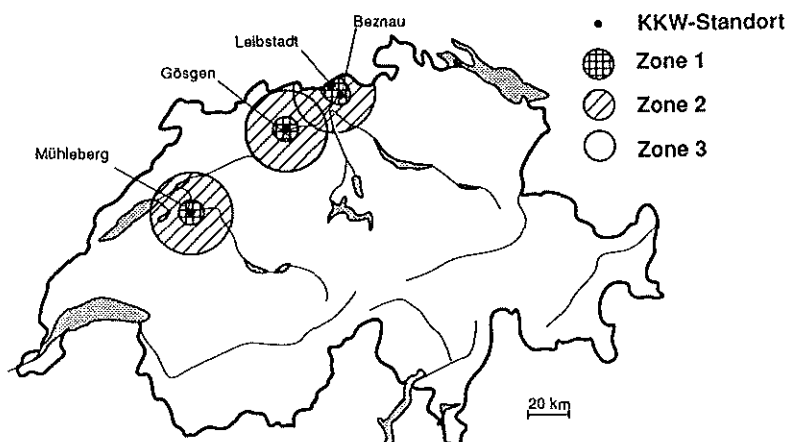 Beznau
Leibstadt
Gösgen
Mühleberg
KKW-Standort
Zone 1
Zone 2
Zone 3
20 km